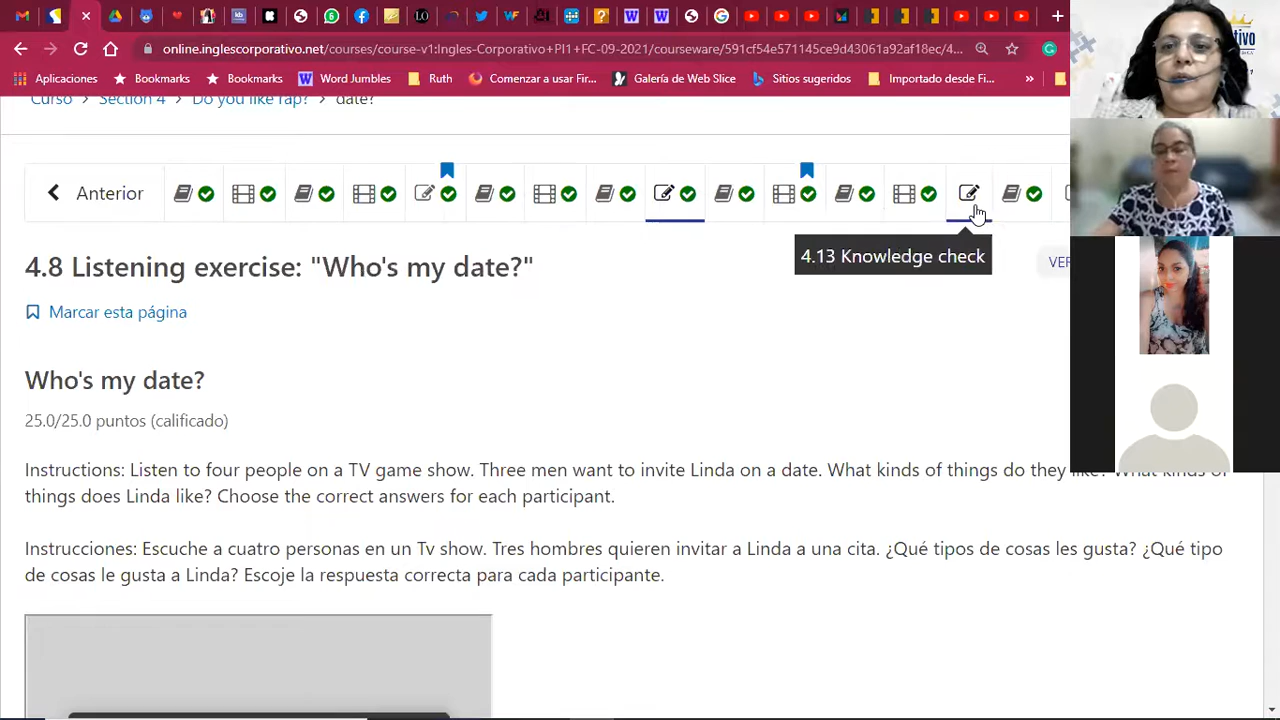 online.inglescorporativo.net/courses/course-v1:Ingles-Corporativo+PI1+FC-09-2021/courseware/591cf54e571145ce9d43061a92af18ec/4...
Aplicaciones Bookmarks Bookmarks Word Jumbles Ruth Comenzar a usar Fir... Galería de Web Slice Sitios sugeridos Importado desde Fi... »
Curso > Section 4 > Do you like rap? > date?
Anterior
4.13 Knowledge check
4.8 Listening exercise: "Who's my date?"
VER
Marcar esta página
Who's my date?
25.0/25.0 puntos (calificado)
Instructions: Listen to four people on a TV game show. Three men want to invite Linda on a date. What kinds of things do they like? What kinds of
things does Linda like? Choose the correct answers for each participant.
Instrucciones: Escuche a cuatro personas en un Tv show. Tres hombres quieren invitar a Linda a una cita. ¿Qué tipos de cosas les gusta? ¿Qué tipo
de cosas le gusta a Linda? Escoje la respuesta correcta para cada participante.